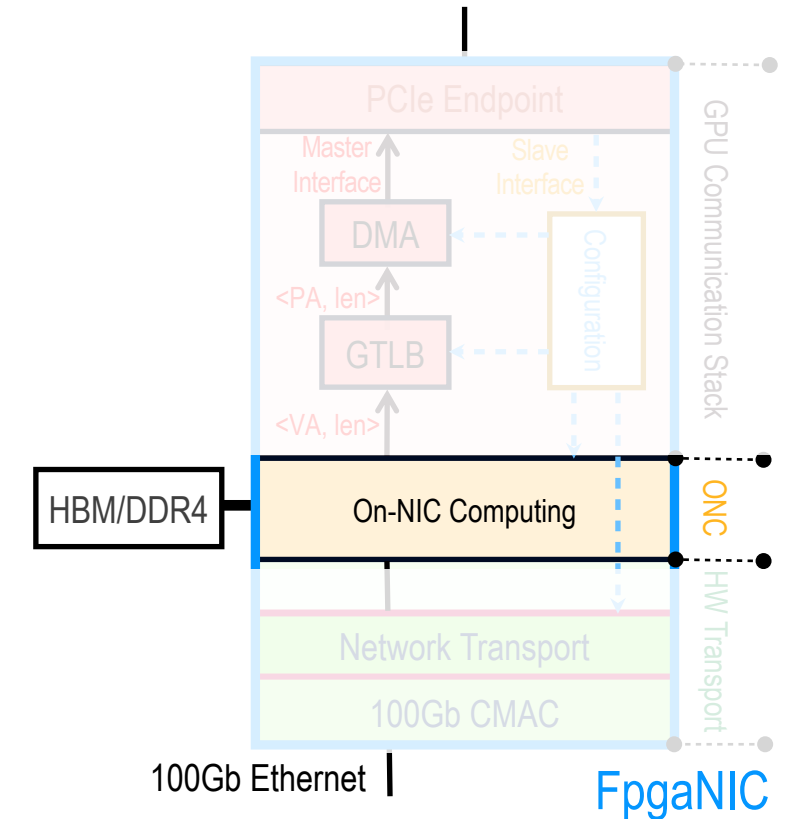 PCIe Endpoint
Master
Interface
Slave
Interface
DMA
<PA, len>
GTLB
<VA, len>
Configuration
GPU Communication Stack
HBM/DDR4
On-NIC Computing
ONC
Network Transport
100Gb CMAC
HW Transport
100Gb Ethernet
FpgaNIC